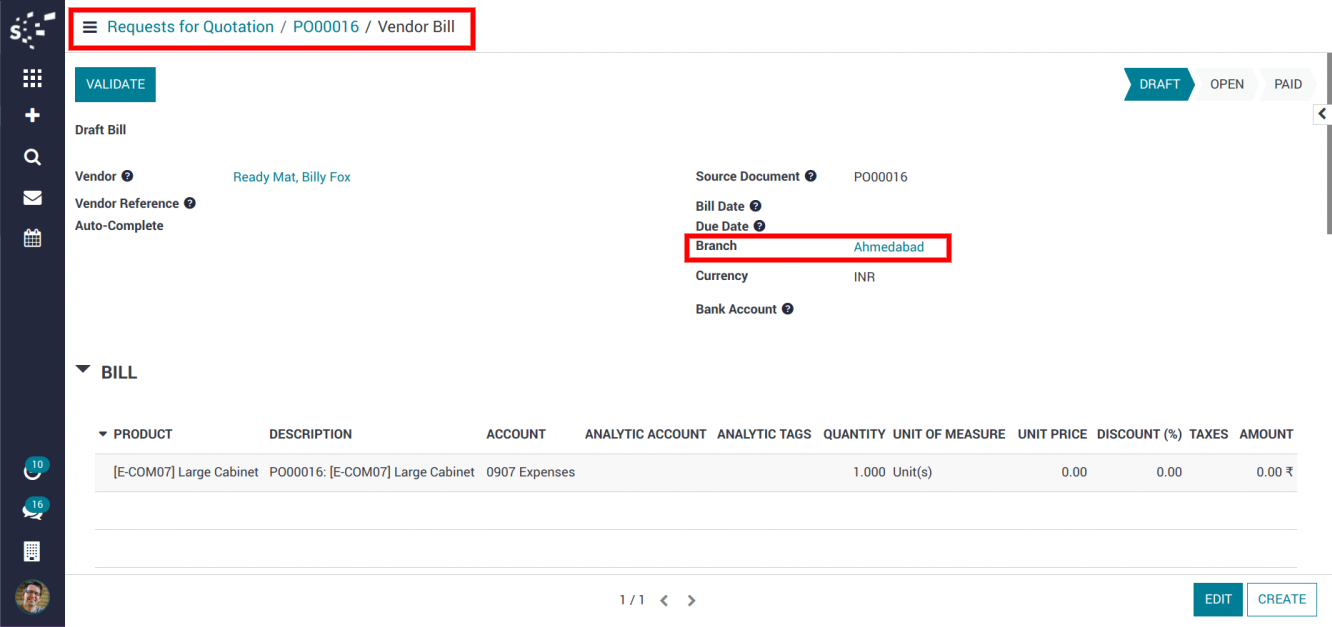 Requests for Quotation / PO00016 / Vendor Bill
VALIDATE
DRAFT OPEN PAID
Draft Bill
Vendor ? Ready Mat, Billy Fox
Source Document ? PO00016
Vendor Reference ?
Bill Date ?
Auto-Complete
Due Date ?
Branch Ahmedabad
Currency INR
Bank Account ?
BILL
PRODUCT DESCRIPTION ACCOUNT ANALYTIC ACCOUNT ANALYTIC TAGS QUANTITY UNIT OF MEASURE UNIT PRICE DISCOUNT (%) TAXES AMOUNT
[E-COM07] Large Cabinet PO00016: [E-COM07] Large Cabinet 0907 Expenses 1.000 Unit(s) 0.00 0.00 0.00 ₹
10
16
1 / 1
EDIT CREATE